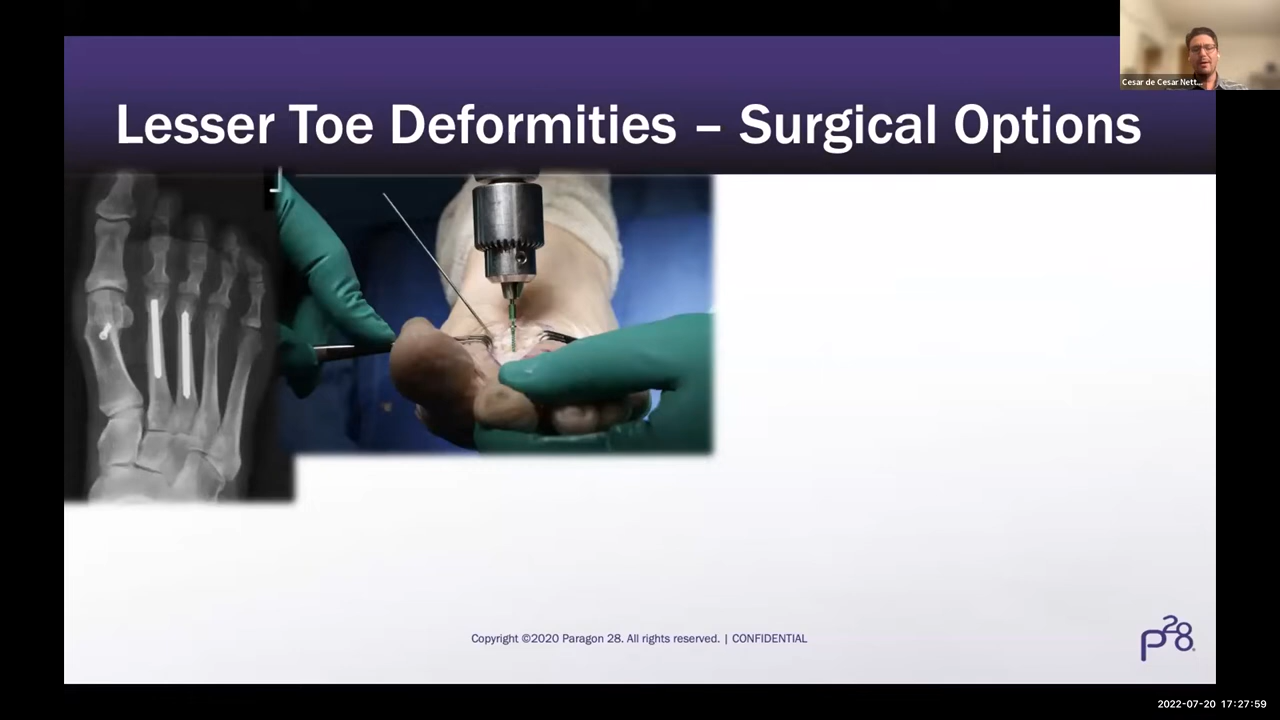 Cesar de Cesar Nett...
Lesser Toe Deformities – Surgical Options
Copyright ©2020 Paragon 28. All rights reserved. | CONFIDENTIAL
p28
2022-07-20 17:27:59